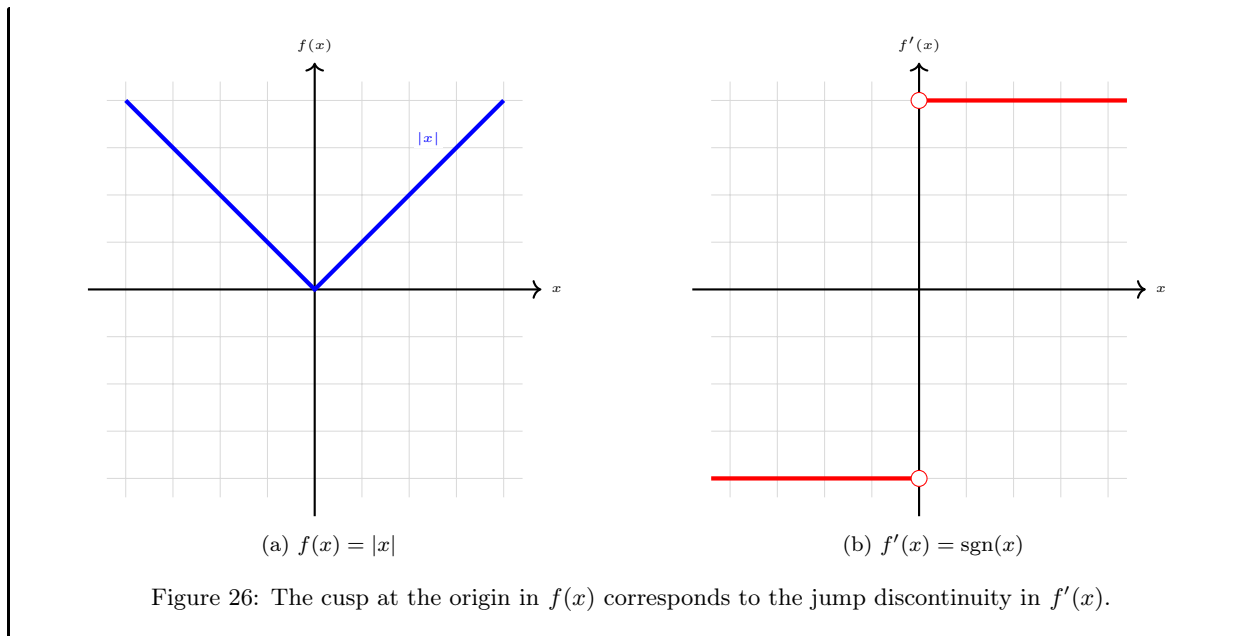 f(x)
f′(x)
|x|
x
x
(a) f(x) = |x|
(b) f′(x) = sgn(x)
Figure 26: The cusp at the origin in f(x) corresponds to the jump discontinuity in f′(x).